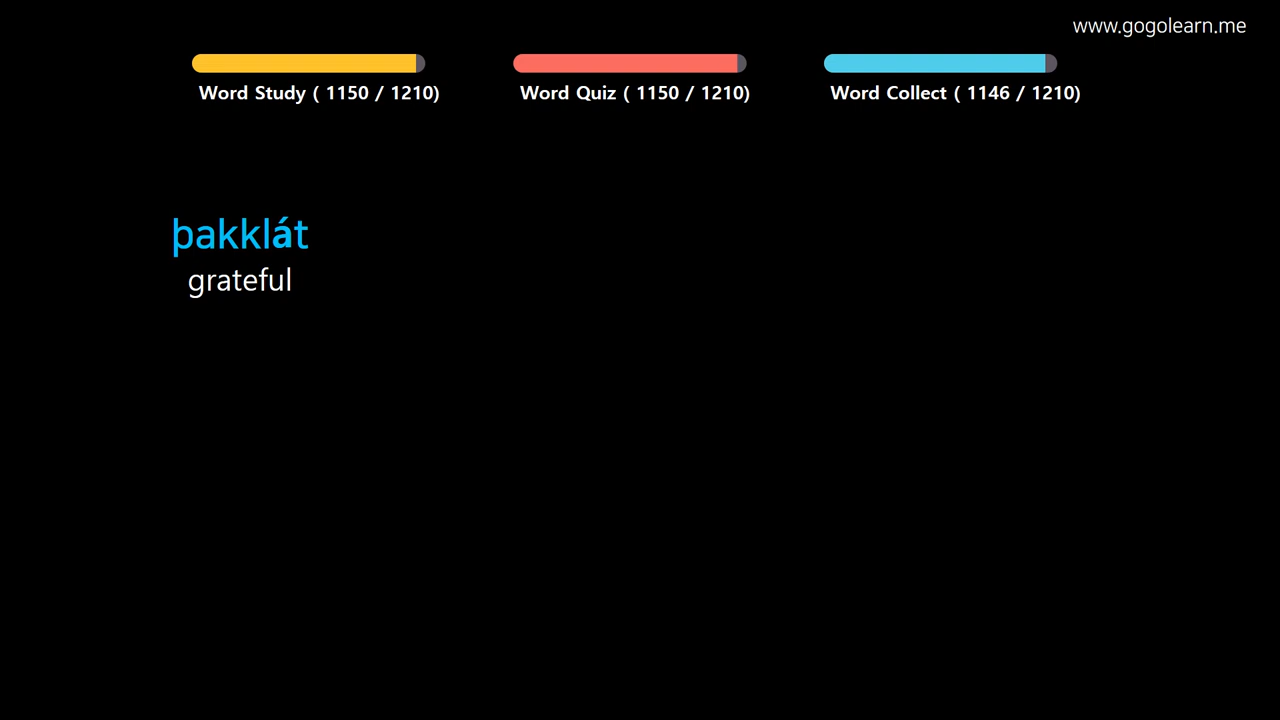 www.gogolearn.me
Word Study ( 1150 / 1210)
Word Quiz ( 1150 / 1210)
Word Collect ( 1146 / 1210)
þakklát
grateful